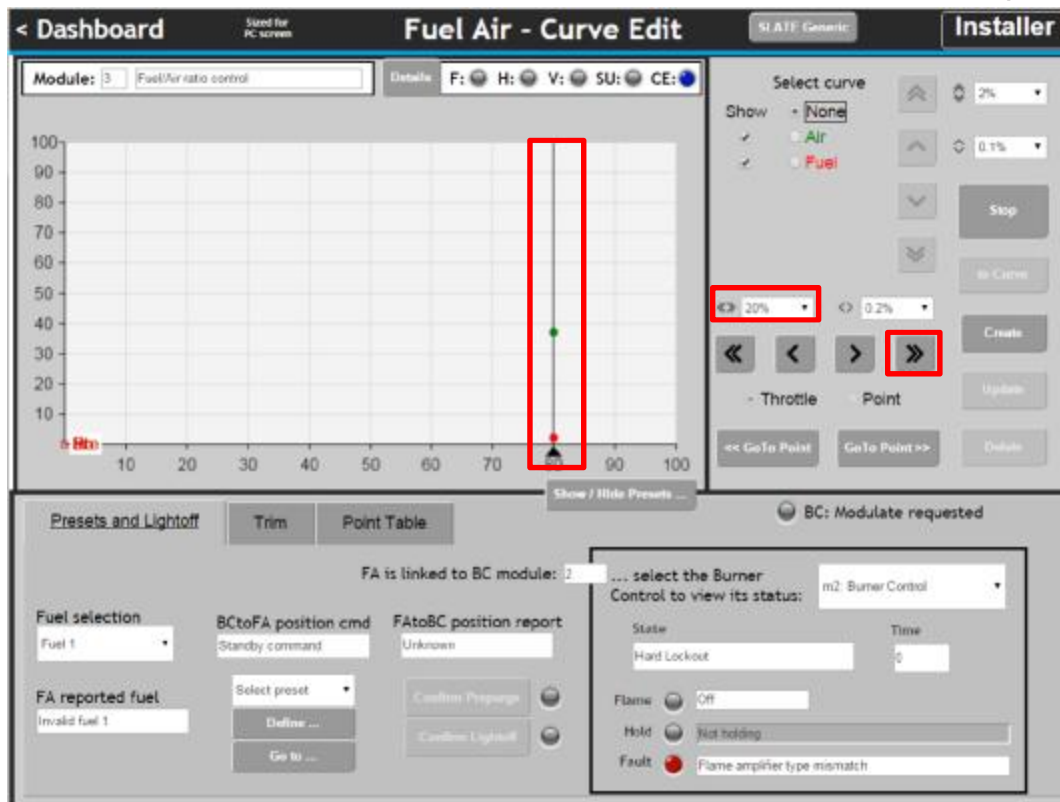 < Dashboard
Sized for
PC screen
Fuel Air - Curve Edit
SLATE Generic
Installer
Module: 3 Fuel/Air ratio control
Details
F: H: V: SU: CE:
100
90
80
70
60
50
40
30
20
10
10 20 30 40 50 60 70 80 90 100
Show / Hide Presets ...
Select curve
Show
None
Air
Fuel
2%
0.1%
Stop
to Curve
<> 20%
<> 0.2%
Create
« < > »
Throttle Point
Update
<< GoTo Point
GoTo Point >>
Delete
Presets and Lightoff
Trim
Point Table
BC: Modulate requested
FA is linked to BC module: 2
... select the Burner
Control to view its status:
m2: Burner Control
Fuel selection
Fuel 1
BCtoFA position cmd
Standby command
FAtoBC position report
Unknown
State
Hard Lockout
Time
0
FA reported fuel
Invalid fuel 1
Select preset
Define ...
Go to ...
Confirm Prepurge
Confirm Lightoff
Flame Off
Hold Not holding
Fault Flame amplifier type mismatch